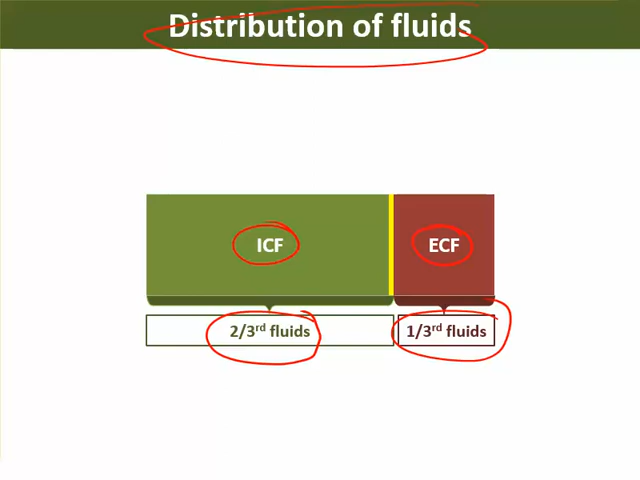 Distribution of fluids
ICF
ECF
2/3rd fluids
1/3rd fluids